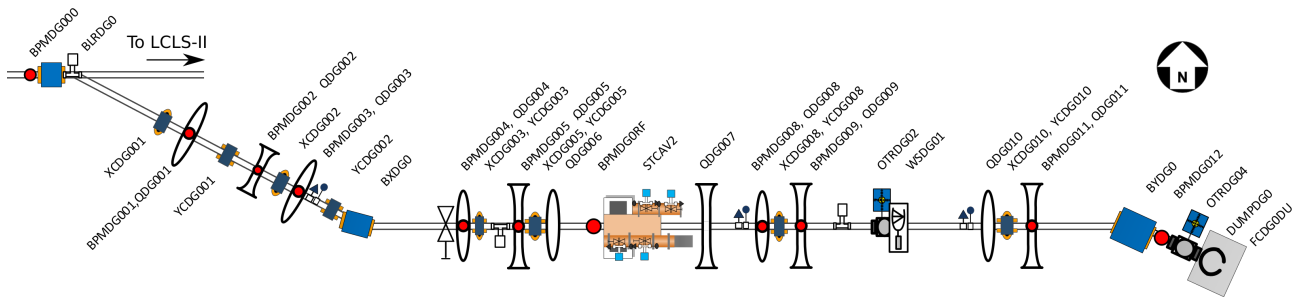 BPMDG000
BLRDG0
To LCLS-II
N
XCDG001
BPMDG001,QDG001
YCDG001
BPMDG002 QDG002
XCDG002
BPMDG003, QDG003
YCDG002
BXDG0
BPMDG004, QDG004
XCDG003, YCDG003
BPMDG005 QDG005
XCDG005, YCDG005
QDG006
BPMDG0RF
STCAV2
QDG007
BPMDG008, QDG008
XCDG008, YCDG008
BPMDG009, QDG009
OTRDG02
WSDG01
QDG010
XCDG010, YCDG010
BPMDG011, QDG011
BYDG0
BPMDG012
OTRDG04
DUMPDG0
FCDG0DU